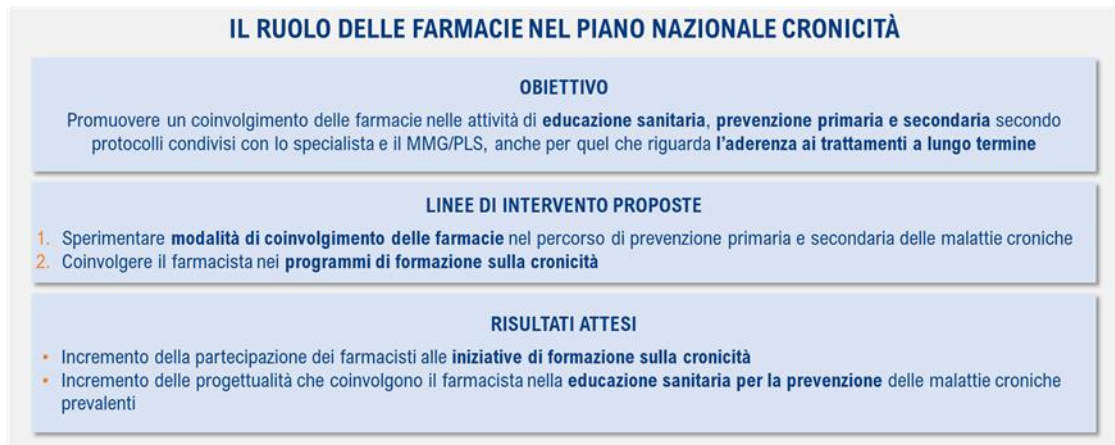 IL RUOLO DELLE FARMACIE NEL PIANO NAZIONALE CRONICITÀ
OBIETTIVO
Promuovere un coinvolgimento delle farmacie nelle attività di educazione sanitaria, prevenzione primaria e secondaria secondo
protocolli condivisi con lo specialista e il MMG/PLS, anche per quel che riguarda l'aderenza ai trattamenti a lungo termine
LINEE DI INTERVENTO PROPOSTE
1. Sperimentare modalità di coinvolgimento delle farmacie nel percorso di prevenzione primaria e secondaria delle malattie croniche
2. Coinvolgere il farmacista nei programmi di formazione sulla cronicità
RISULTATI ATTESI
• Incremento della partecipazione dei farmacisti alle iniziative di formazione sulla cronicità
• Incremento delle progettualità che coinvolgono il farmacista nella educazione sanitaria per la prevenzione delle malattie croniche
prevalenti